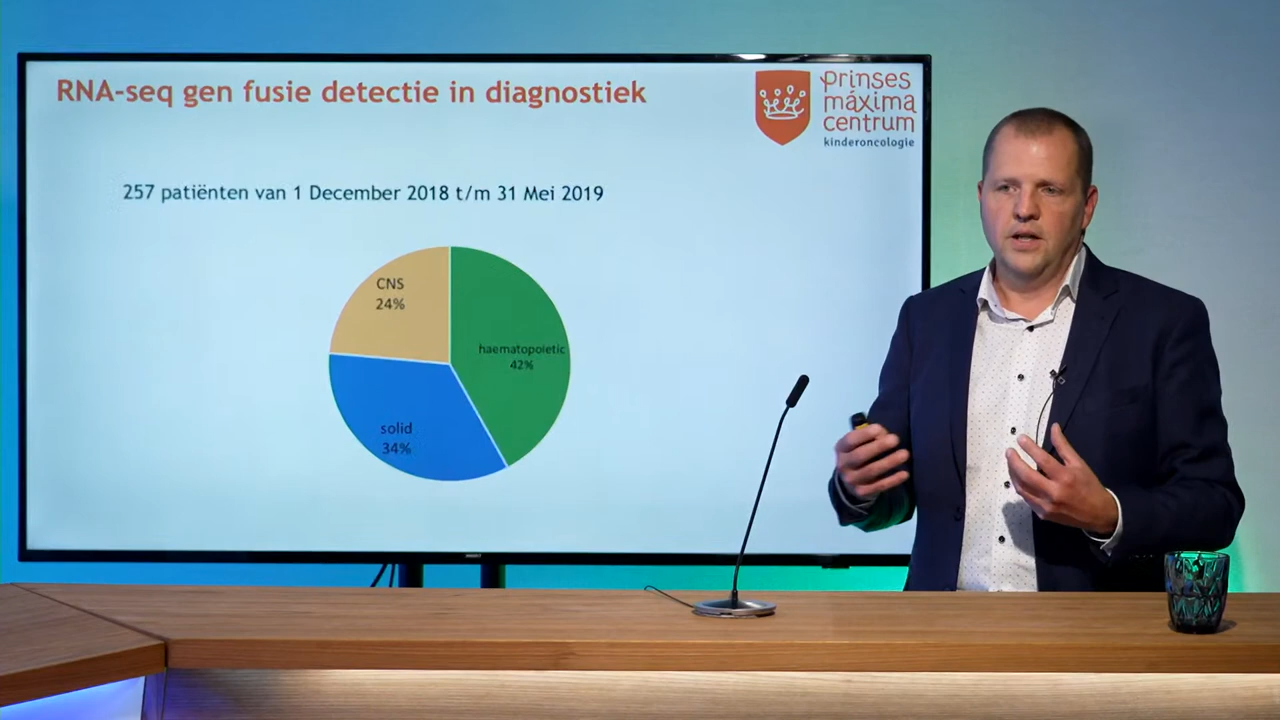 RNA-seq gen fusie detectie in diagnostiek
prinses
máxima
centrum
kinderoncologie
257 patiënten van 1 December 2018 t/m 31 Mei 2019
CNS
24%
haematopoietic
42%
solid
34%